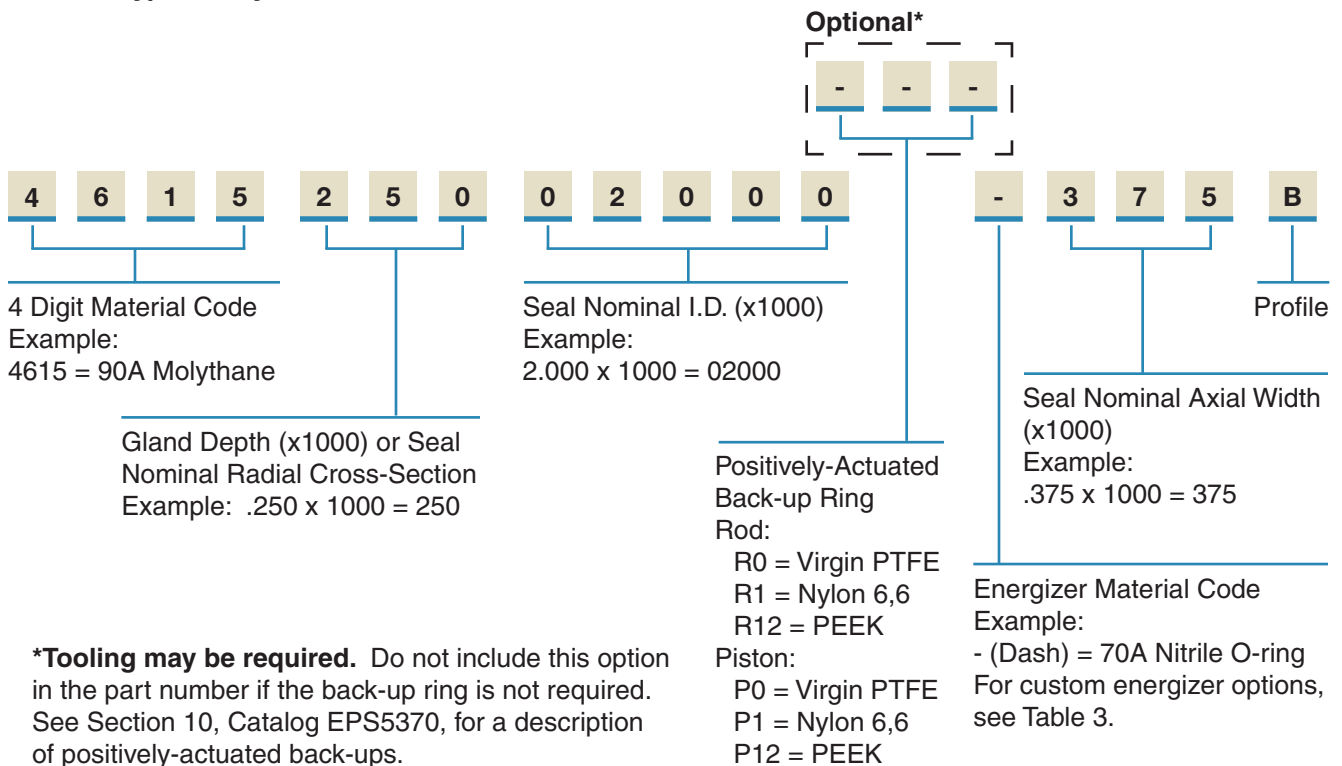 Optional*
- - -
4 6 1 5 2 5 0 0 2 0 0 0 - 3 7 5 B
4 Digit Material Code
Example:
4615 = 90A Molythane
Gland Depth (x1000) or Seal
Nominal Radial Cross-Section
Example: .250 x 1000 = 250
Seal Nominal I.D. (x1000)
Example:
2.000 x 1000 = 02000
Positively-Actuated
Back-up Ring
Rod:
R0 = Virgin PTFE
R1 = Nylon 6,6
R12 = PEEK
Piston:
P0 = Virgin PTFE
P1 = Nylon 6,6
P12 = PEEK
Energizer Material Code
Example:
- (Dash) = 70A Nitrile O-ring
For custom energizer options,
see Table 3.
Seal Nominal Axial Width
(x1000)
Example:
.375 x 1000 = 375
Profile
*Tooling may be required. Do not include this option
in the part number if the back-up ring is not required.
See Section 10, Catalog EPS5370, for a description
of positively-actuated back-ups.